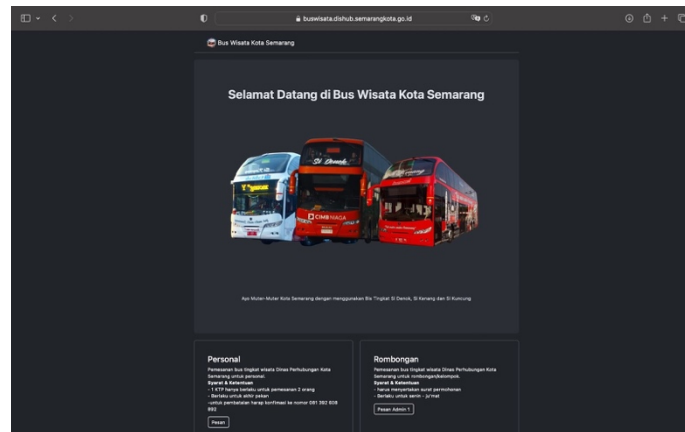 buswisata.dishub.semarangkota.go.id
Bus Wisata Kota Semarang
Selamat Datang di Bus Wisata Kota Semarang
Si Denok
CIMB NIAGA
Ayo Muter-Muter Kota Semarang dengan menggunakan Bis Tingkat Si Denok, Si Kenang dan Si Kuncung
Personal
Pemesanan bus tingkat wisata Dinas Perhubungan Kota
Semarang untuk personal.
Syarat & Ketentuan
- 1 KTP hanya berlaku untuk pemesanan 2 orang
- Berlaku untuk akhir pekan
-untuk pembatalan harap konfirmasi ke nomor 081 392 808
892
Pesan
Rombongan
Pemesanan bus tingkat wisata Dinas Perhubungan Kota
Semarang untuk rombongan/kelompok.
Syarat & Ketentuan
- harus menyertakan surat permohonan
- Berlaku untuk senin - ju'mat
Pesan Admin 1